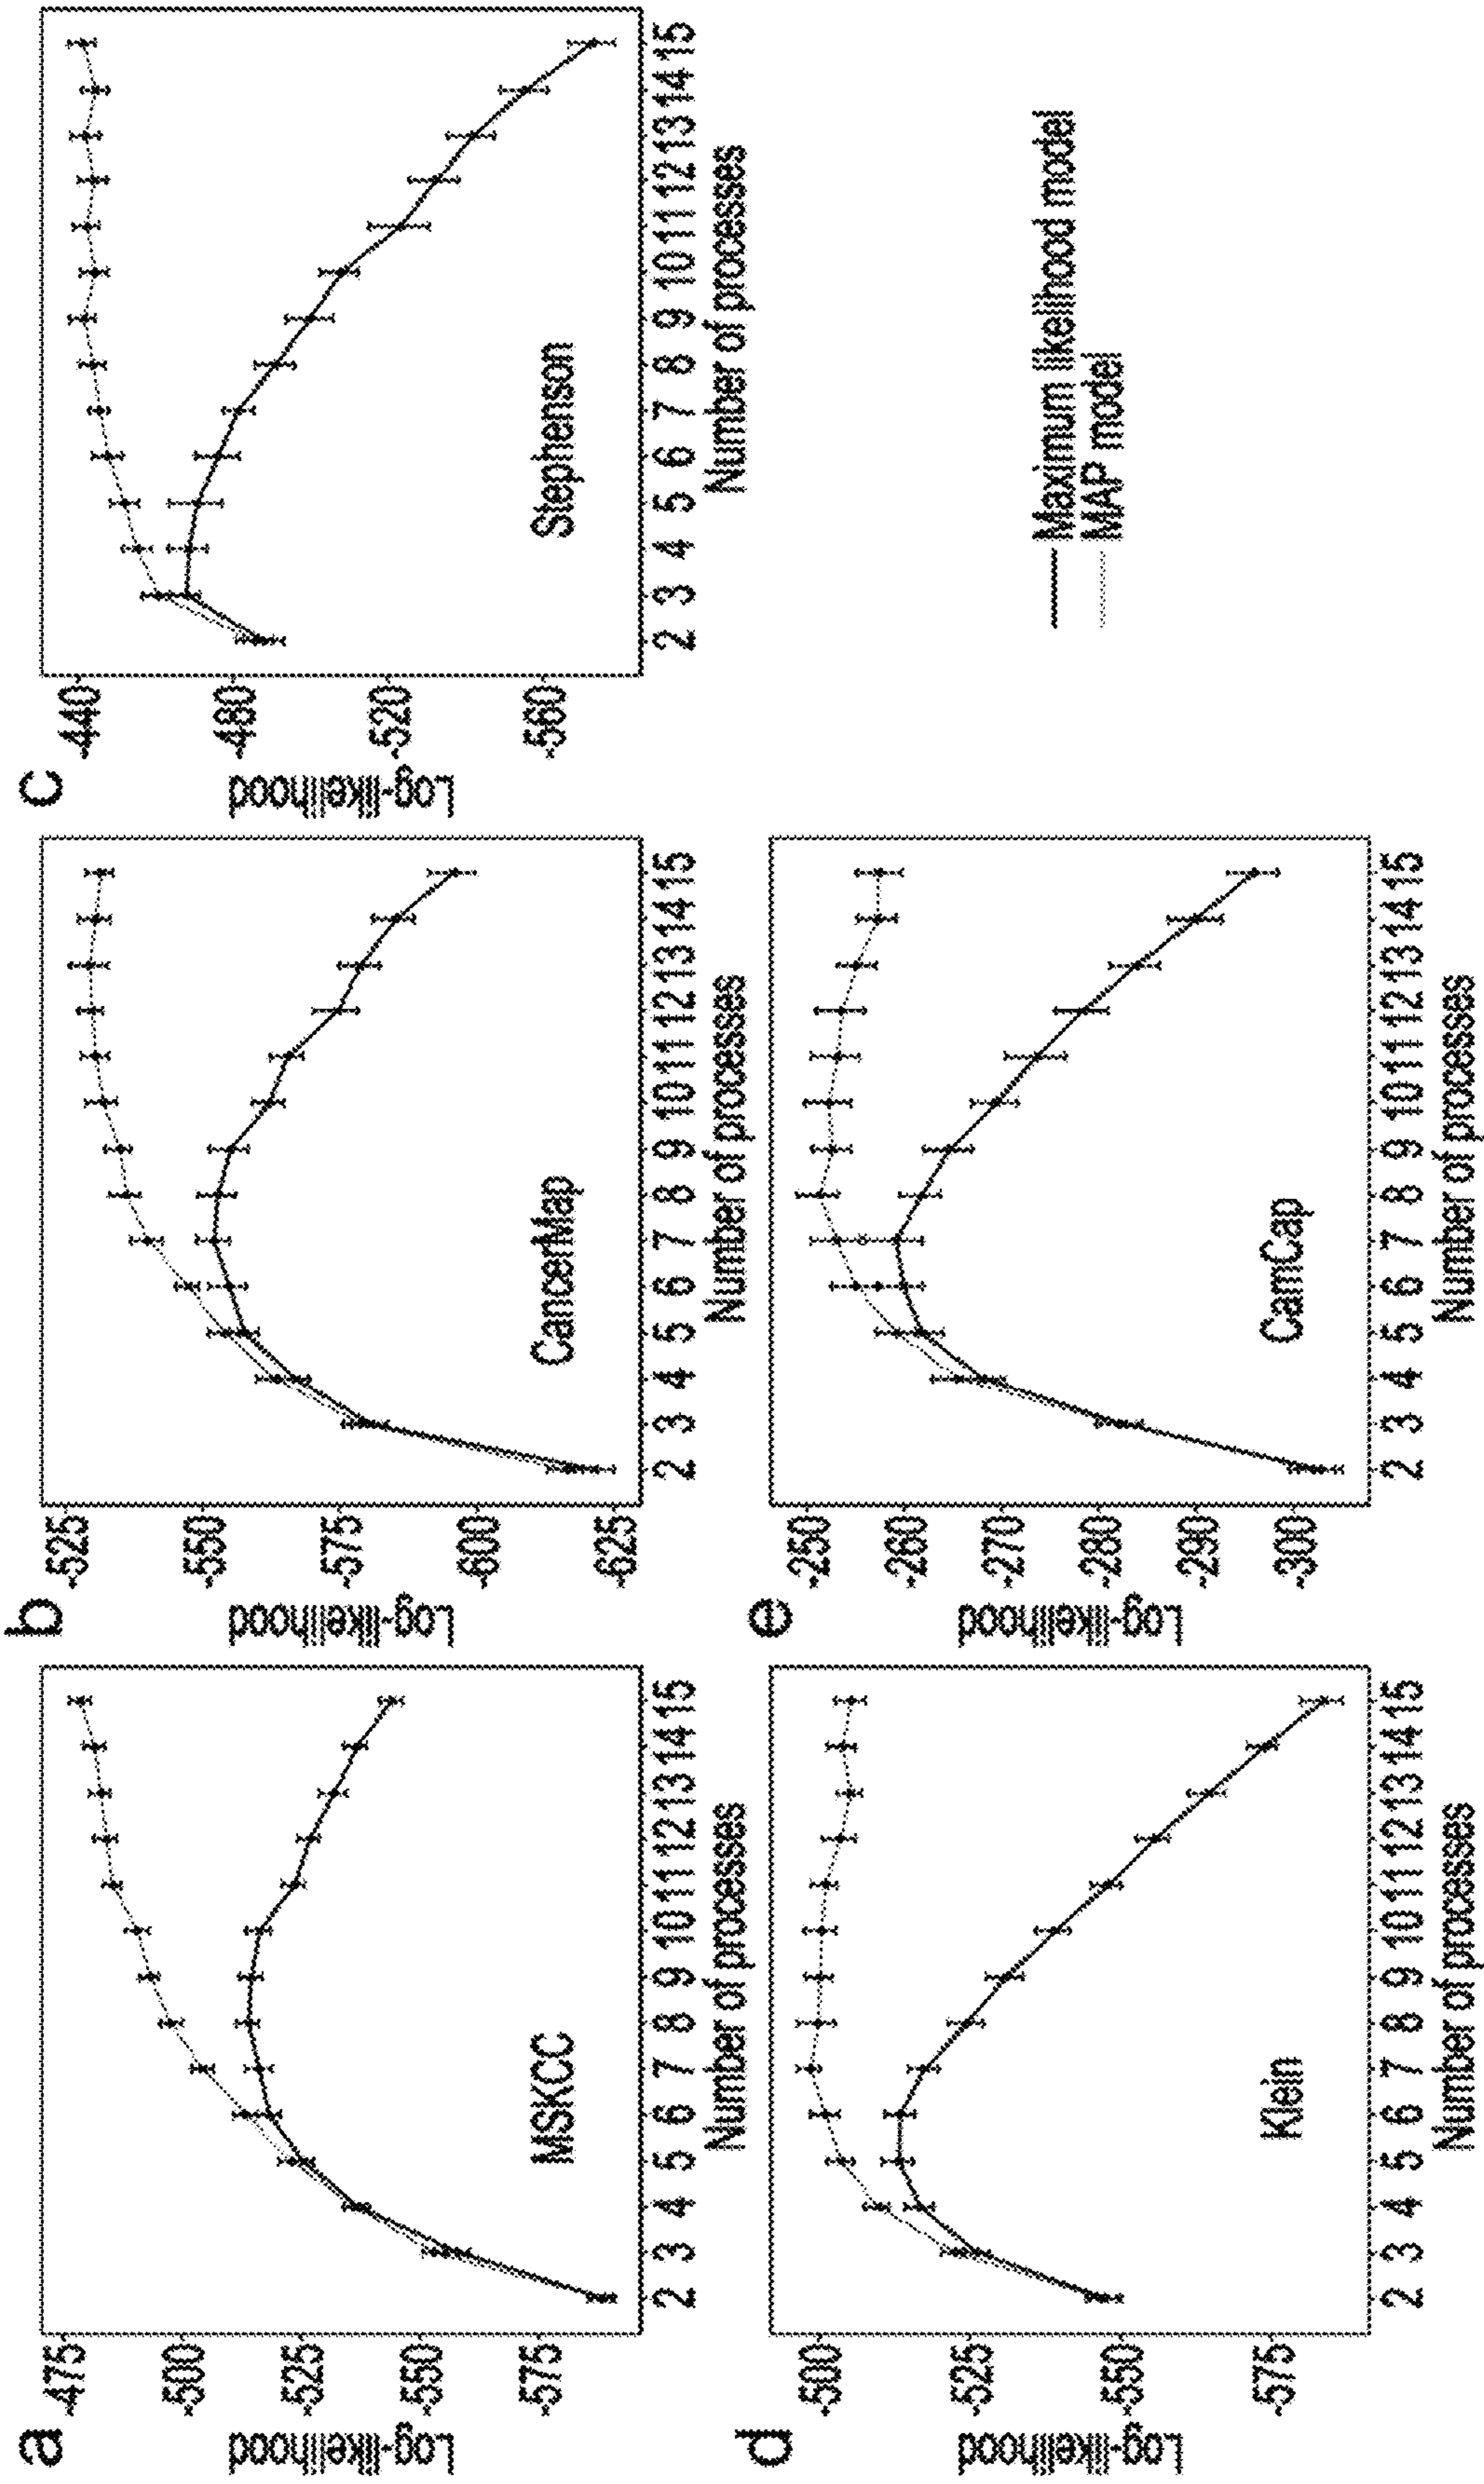 a
Log-likelihood
-475
-500
-525
-550
-575
MSKCC
2 3 4 5 6 7 8 9 10 11 12 13 14 15
Number of processes
b
Log-likelihood
-525
-550
-575
-600
-625
CancerMap
2 3 4 5 6 7 8 9 10 11 12 13 14 15
Number of processes
c
Log-likelihood
-440
-480
-520
-560
Stephenson
2 3 4 5 6 7 8 9 10 11 12 13 14 15
Number of processes
d
Log-likelihood
-500
-525
-550
-575
Klein
2 3 4 5 6 7 8 9 10 11 12 13 14 15
Number of processes
e
Log-likelihood
-250
-260
-270
-280
-290
-300
CamCap
2 3 4 5 6 7 8 9 10 11 12 13 14 15
Number of processes
Maximum likelihood model
MAP model